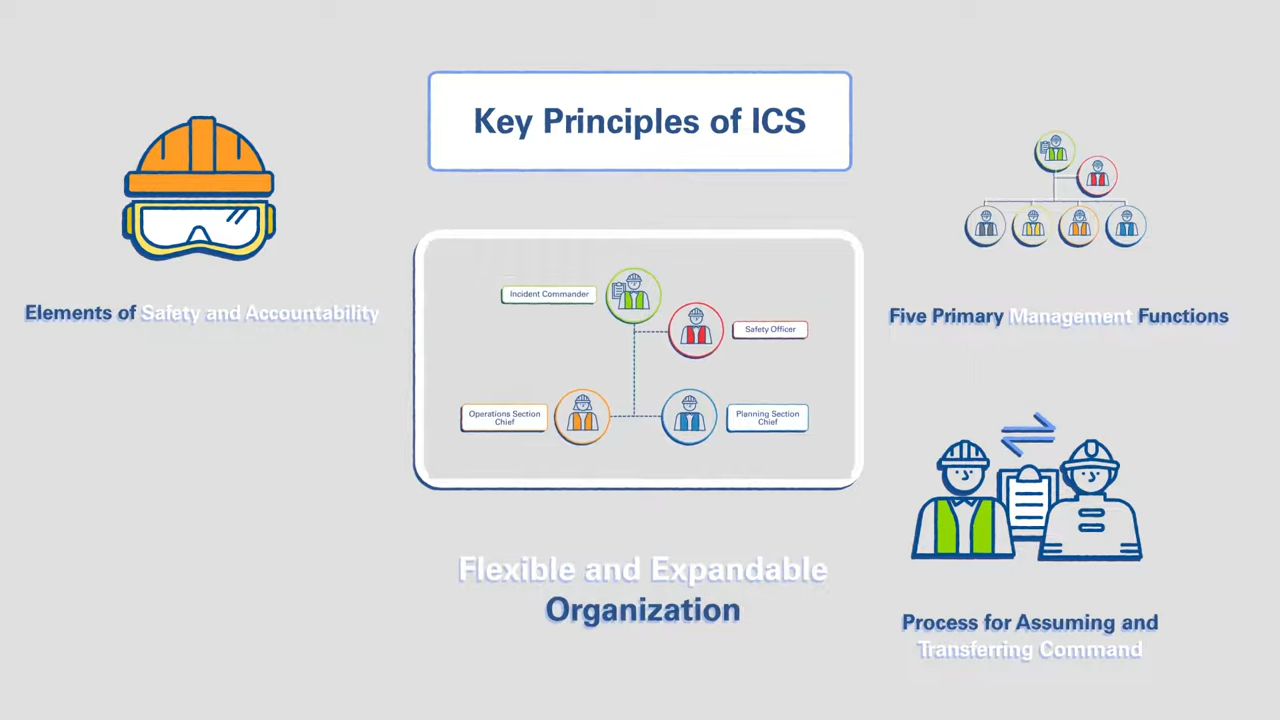 Key Principles of ICS
Elements of Safety and Accountability
Incident Commander
Safety Officer
Operations Section
Chief
Planning Section
Chief
Flexible and Expandable
Organization
Five Primary Management Functions
Process for Assuming and
Transferring Command